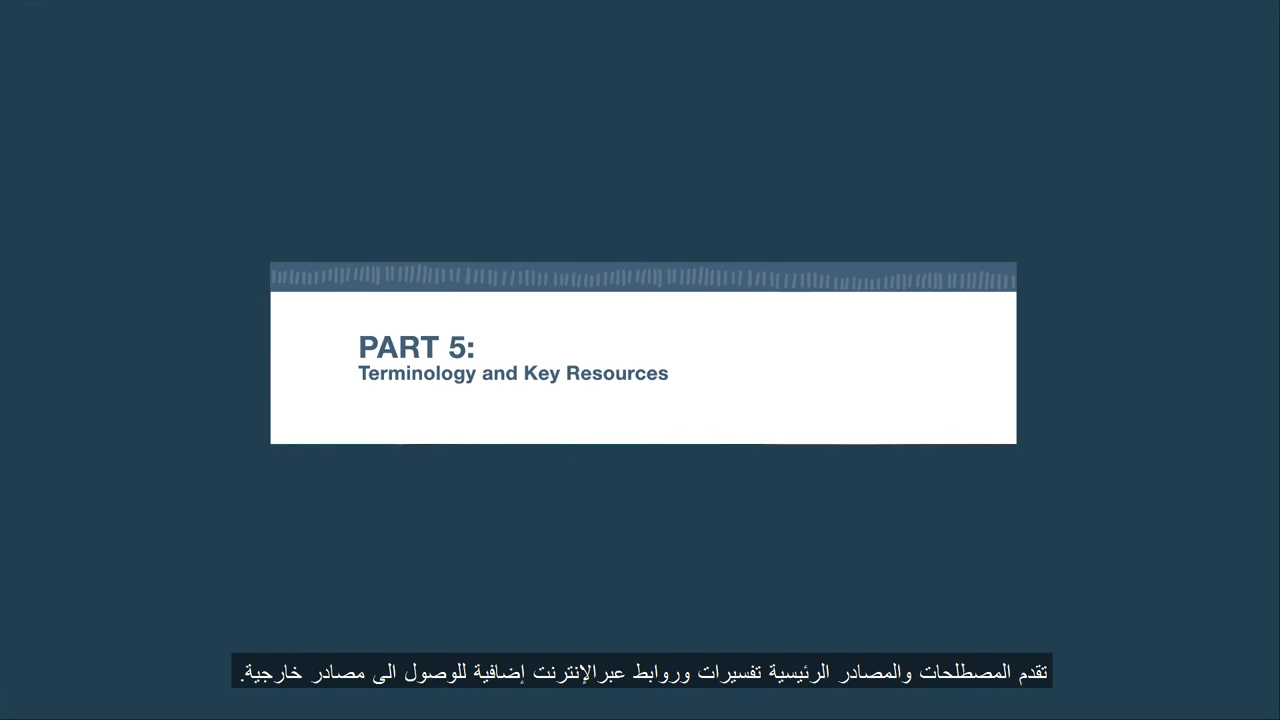 PART 5:
Terminology and Key Resources
تقدم المصطلحات والمصادر الرئيسية تفسيرات وروابط عبرالإنترنت إضافية للوصول الى مصادر خارجية.